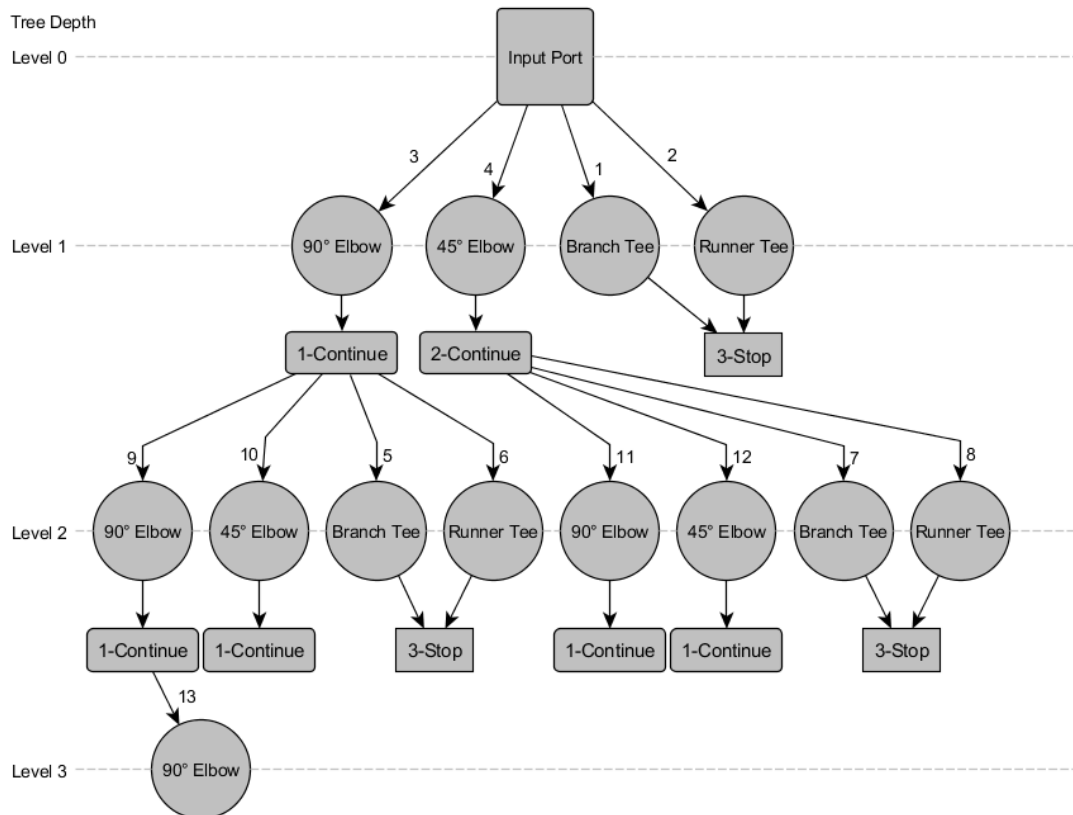 Tree Depth
Level 0
Input Port
3
4
1
2
Level 1
90° Elbow
45° Elbow
Branch Tee
Runner Tee
1-Continue
2-Continue
3-Stop
9
10
5
6
11
12
7
8
Level 2
90° Elbow
45° Elbow
Branch Tee
Runner Tee
90° Elbow
45° Elbow
Branch Tee
Runner Tee
1-Continue
1-Continue
3-Stop
1-Continue
1-Continue
3-Stop
13
Level 3
90° Elbow